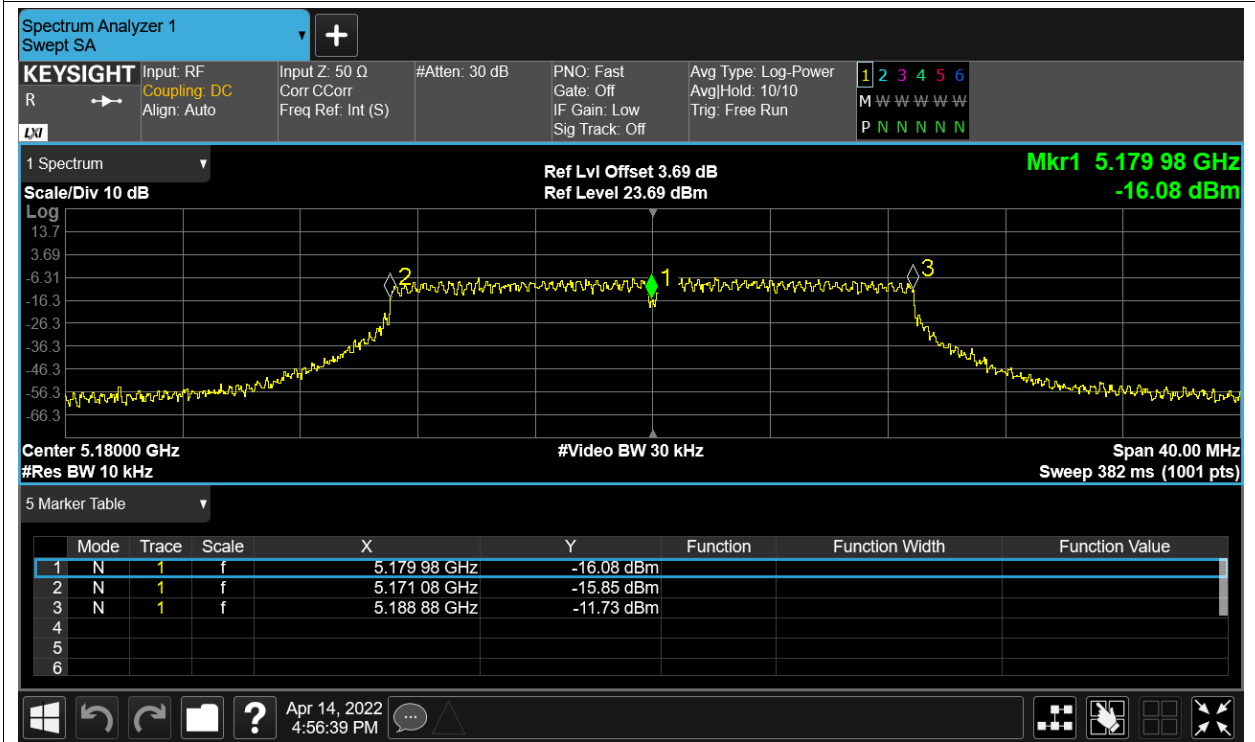 Spectrum Analyzer 1
Swept SA
+
KEYSIGHT Input: RF Input Z: 50 Ω #Atten: 30 dB PNO: Fast Avg Type: Log-Power 1 2 3 4 5 6
R Coupling: DC Corr CCorr Gate: Off Avg|Hold: 10/10 M W W W W W
Align: Auto Freq Ref: Int (S) IF Gain: Low Trig: Free Run
LXI Sig Track: Off P N N N N N N
1 Spectrum Ref Lvl Offset 3.69 dB Mkr1 5.179 98 GHz
Scale/Div 10 dB Ref Level 23.69 dBm -16.08 dBm
Log
13.7
3.69
-6.31
-16.3
-26.3
-36.3
-46.3
-56.3
-66.3
2 1 3
Center 5.18000 GHz #Video BW 30 kHz Span 40.00 MHz
#Res BW 10 kHz Sweep 382 ms (1001 pts)
5 Marker Table
Mode Trace Scale X Y Function Function Width Function Value
1 N 1 f 5.179 98 GHz -16.08 dBm
2 N 1 f 5.171 08 GHz -15.85 dBm
3 N 1 f 5.188 88 GHz -11.73 dBm
4
5
6
? Apr 14, 2022
4:56:39 PM